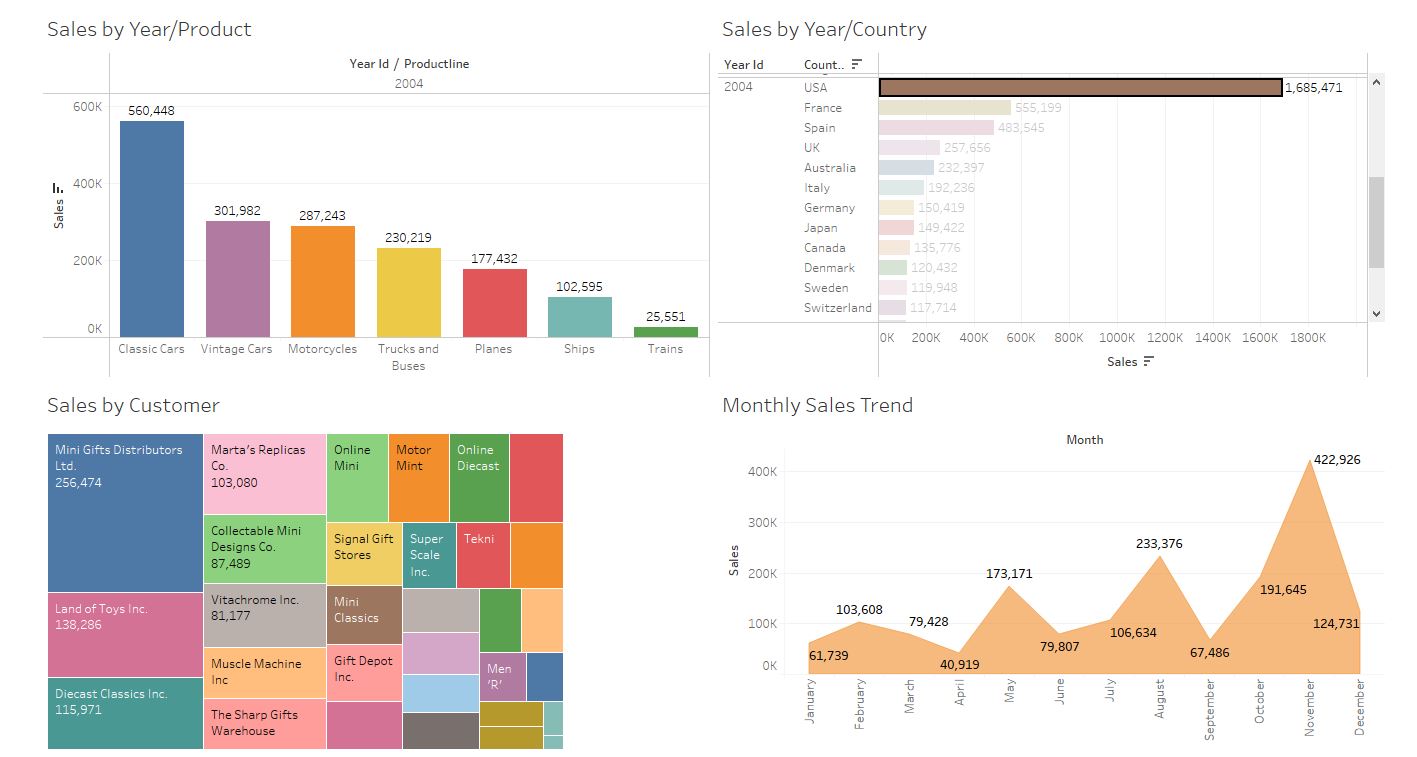 Sales by Year/Product
Year Id / Productline
2004
Sales
600K
400K
200K
0K
560,448
301,982
287,243
230,219
177,432
102,595
25,551
Classic Cars
Vintage Cars
Motorcycles
Trucks and
Buses
Planes
Ships
Trains
Sales by Year/Country
Year Id Count..
2004 USA 1,685,471
France 555,199
Spain 483,545
UK 257,656
Australia 232,397
Italy 192,236
Germany 150,419
Japan 149,422
Canada 135,776
Denmark 120,432
Sweden 119,948
Switzerland 117,714
0K 200K 400K 600K 800K 1000K 1200K 1400K 1600K 1800K
Sales
Sales by Customer
Mini Gifts Distributors
Ltd.
256,474
Land of Toys Inc.
138,286
Diecast Classics Inc.
115,971
Marta's Replicas
Co.
103,080
Collectable Mini
Designs Co.
87,489
Vitachrome Inc.
81,177
Muscle Machine
Inc
The Sharp Gifts
Warehouse
Online
Mini
Motor
Mint
Online
Diecast
Signal Gift
Stores
Super
Scale
Inc.
Tekni
Mini
Classics
Gift Depot
Inc.
Men
'R'
Monthly Sales Trend
Month
Sales
400K
300K
200K
100K
0K
61,739
103,608
79,428
40,919
173,171
79,807
106,634
233,376
67,486
191,645
422,926
124,731
January
February
March
April
May
June
July
August
September
October
November
December